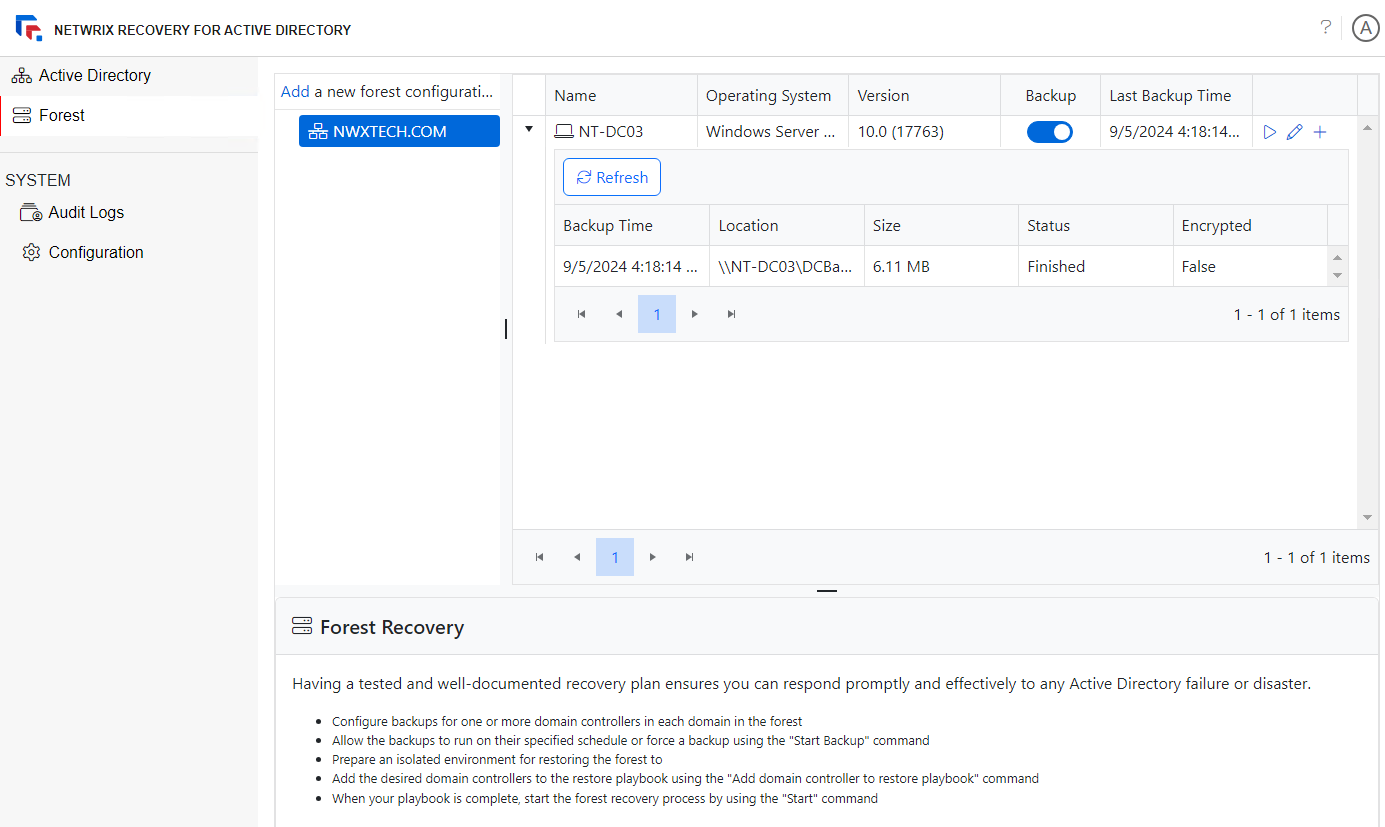 NETWRIX RECOVERY FOR ACTIVE DIRECTORY
?
A
Active Directory
Forest
SYSTEM
Audit Logs
Configuration
Add a new forest configurati...
NWXTECH.COM
Name Operating System Version Backup Last Backup Time
NT-DC03 Windows Server ... 10.0 (17763) 9/5/2024 4:18:14...
Refresh
Backup Time Location Size Status Encrypted
9/5/2024 4:18:14 ... \\NT-DC03\DCBa... 6.11 MB Finished False
1 1 - 1 of 1 items
1 1 - 1 of 1 items
Forest Recovery
Having a tested and well-documented recovery plan ensures you can respond promptly and effectively to any Active Directory failure or disaster.
• Configure backups for one or more domain controllers in each domain in the forest
• Allow the backups to run on their specified schedule or force a backup using the "Start Backup" command
• Prepare an isolated environment for restoring the forest to
• Add the desired domain controllers to the restore playbook using the "Add domain controller to restore playbook" command
• When your playbook is complete, start the forest recovery process by using the "Start" command